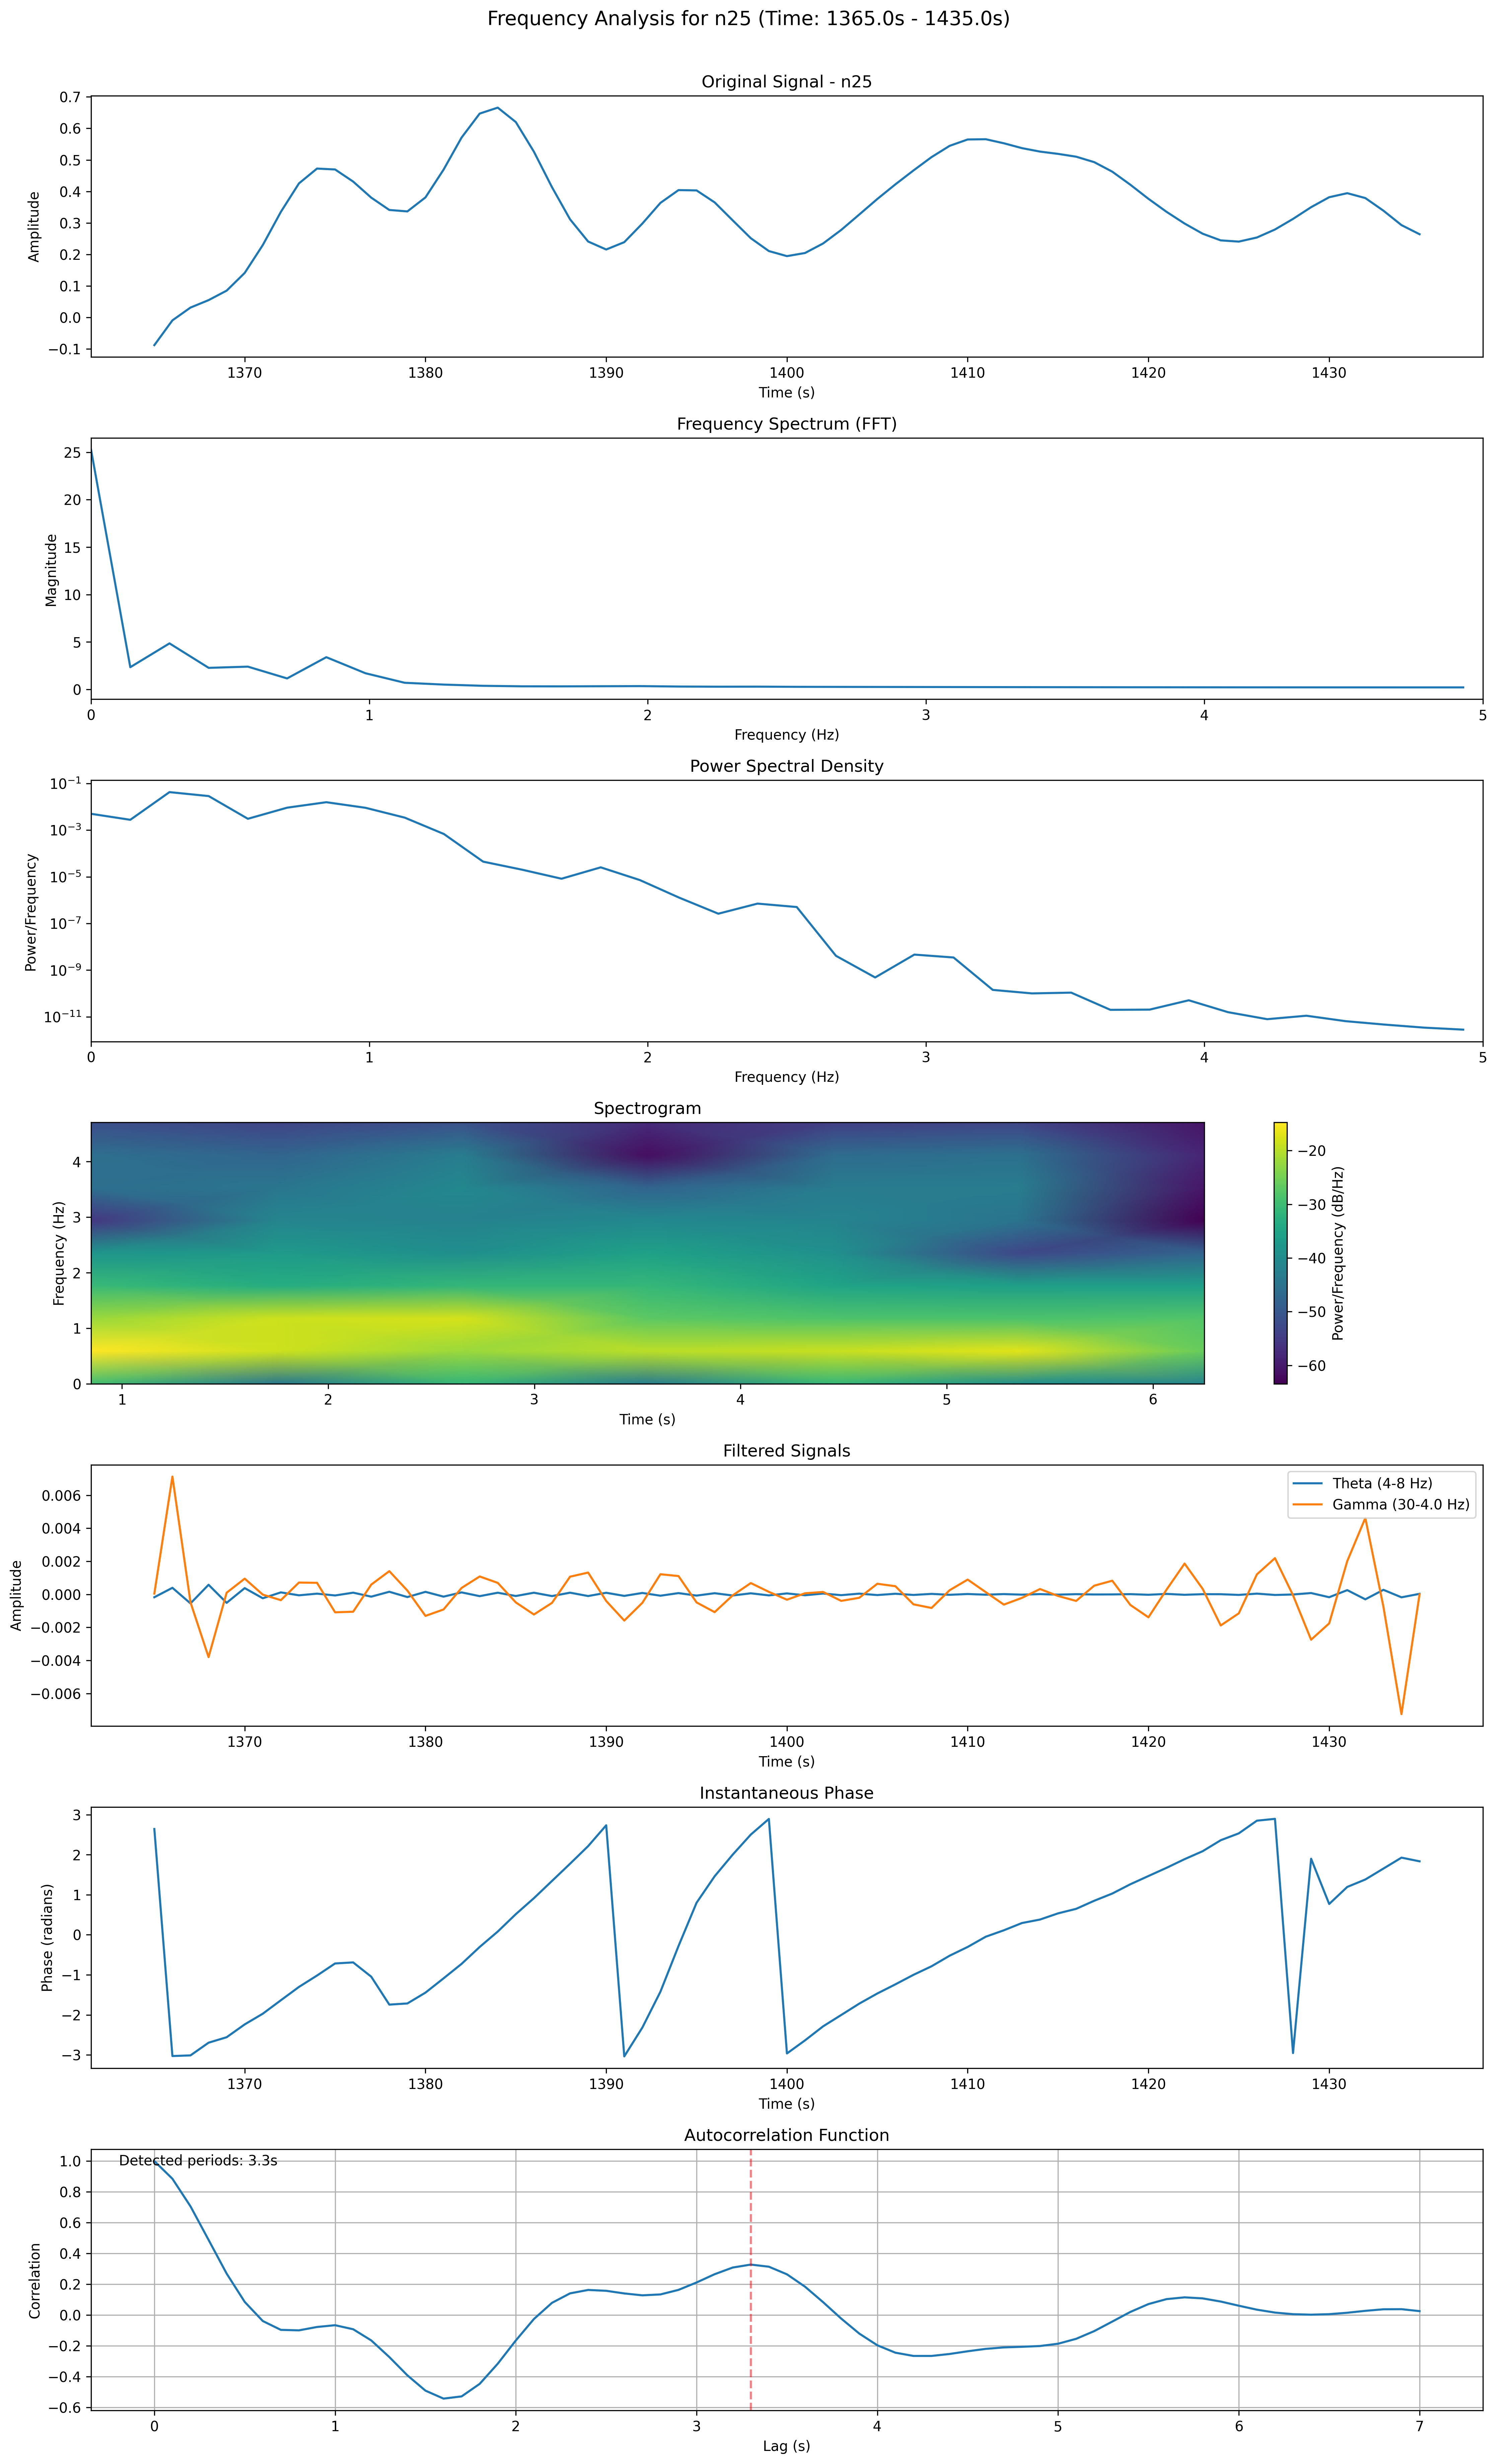 Frequency Analysis for n25 (Time: 1365.0s - 1435.0s)
Original Signal - n25
0.7
0.6
0.5
0.4
0.3
0.2
0.1
0.0
−0.1
Amplitude
1370 1380 1390 1400 1410 1420 1430
Time (s)
Frequency Spectrum (FFT)
25
20
15
10
5
0
Magnitude
0 1 2 3 4 5
Frequency (Hz)
Power Spectral Density
10⁻¹
10⁻³
10⁻⁵
10⁻⁷
10⁻⁹
10⁻¹¹
Power/Frequency
0 1 2 3 4 5
Frequency (Hz)
Spectrogram
4
3
2
1
0
Frequency (Hz)
1 2 3 4 5 6
Time (s)
−20
−30
−40
−50
−60
Power/Frequency (dB/Hz)
Filtered Signals
Theta (4-8 Hz)
Gamma (30-4.0 Hz)
0.006
0.004
0.002
0.000
−0.002
−0.004
−0.006
Amplitude
1370 1380 1390 1400 1410 1420 1430
Time (s)
Instantaneous Phase
3
2
1
0
−1
−2
−3
Phase (radians)
1370 1380 1390 1400 1410 1420 1430
Time (s)
Autocorrelation Function
Detected periods: 3.3s
1.0
0.8
0.6
0.4
0.2
0.0
−0.2
−0.4
−0.6
Correlation
0 1 2 3 4 5 6 7
Lag (s)